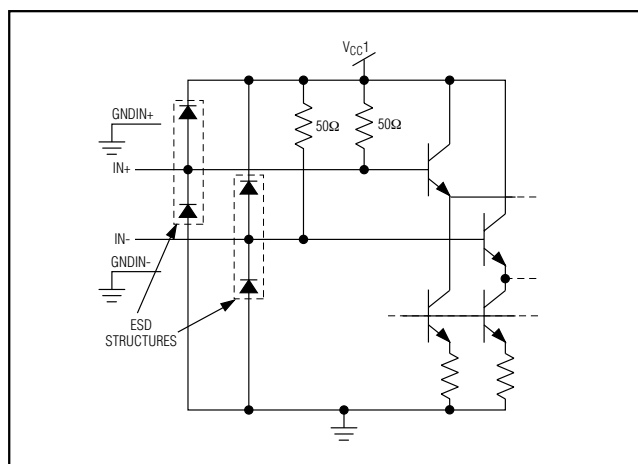 VCC1
GNDIN+
50Ω
50Ω
IN+
IN-
GNDIN-
ESD
STRUCTURES